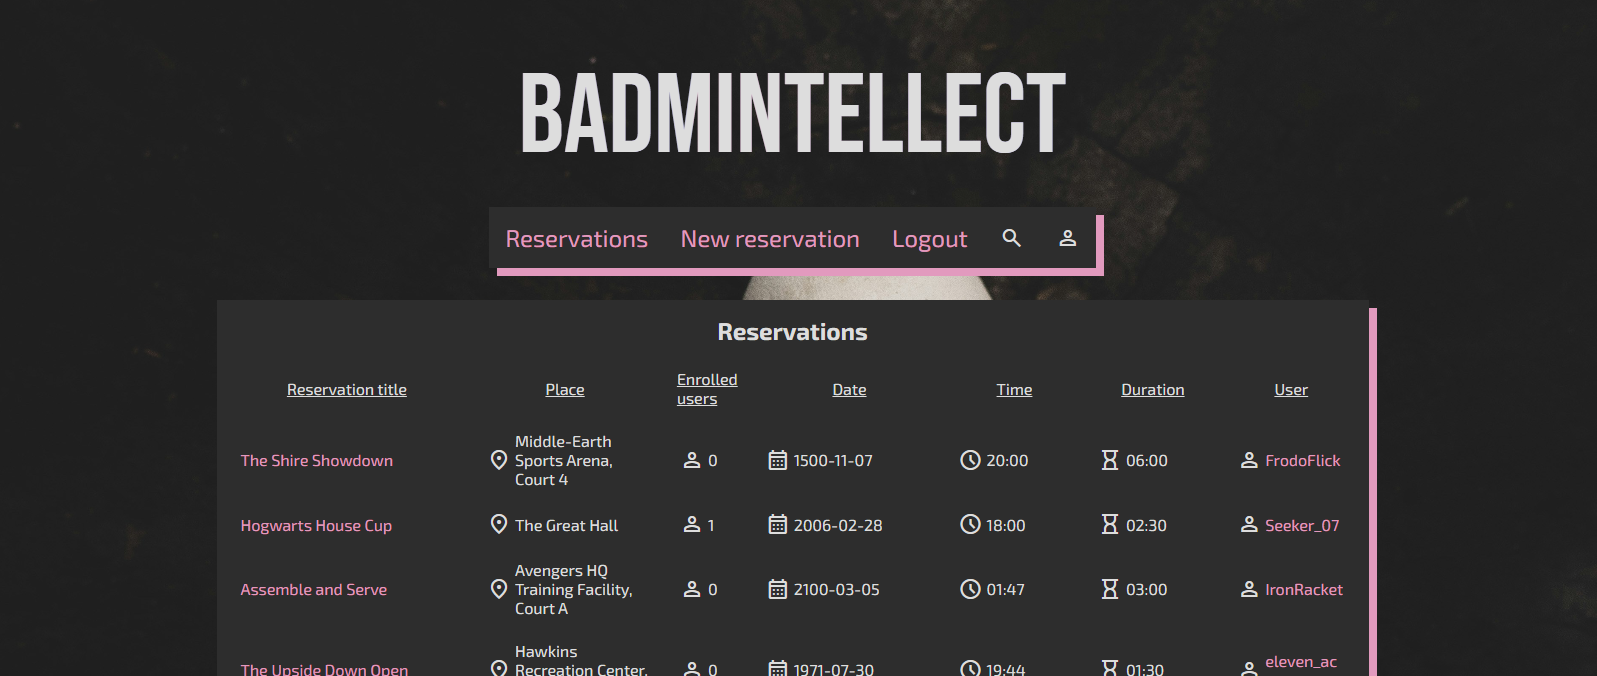 BADMINTELLECT
Reservations New reservation Logout
Reservations
Reservation title Place Enrolled users Date Time Duration User
The Shire Showdown Middle-Earth Sports Arena, Court 4 0 1500-11-07 20:00 06:00 FrodoFlick
Hogwarts House Cup The Great Hall 1 2006-02-28 18:00 02:30 Seeker_07
Assemble and Serve Avengers HQ Training Facility, Court A 0 2100-03-05 01:47 03:00 IronRacket
The Upside Down Open Hawkins Recreation Center, 0 1971-07-30 19:44 01:30 eleven_ac